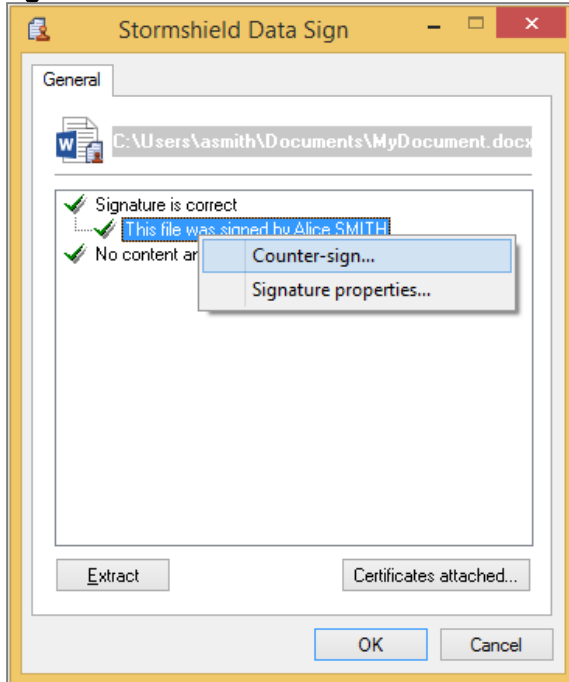 Stormshield Data Sign
General
C:\Users\asmith\Documents\MyDocument.docx
Signature is correct
This file was signed by Alice SMITH
No content ar
Counter-sign...
Signature properties...
Extract
Certificates attached...
OK
Cancel